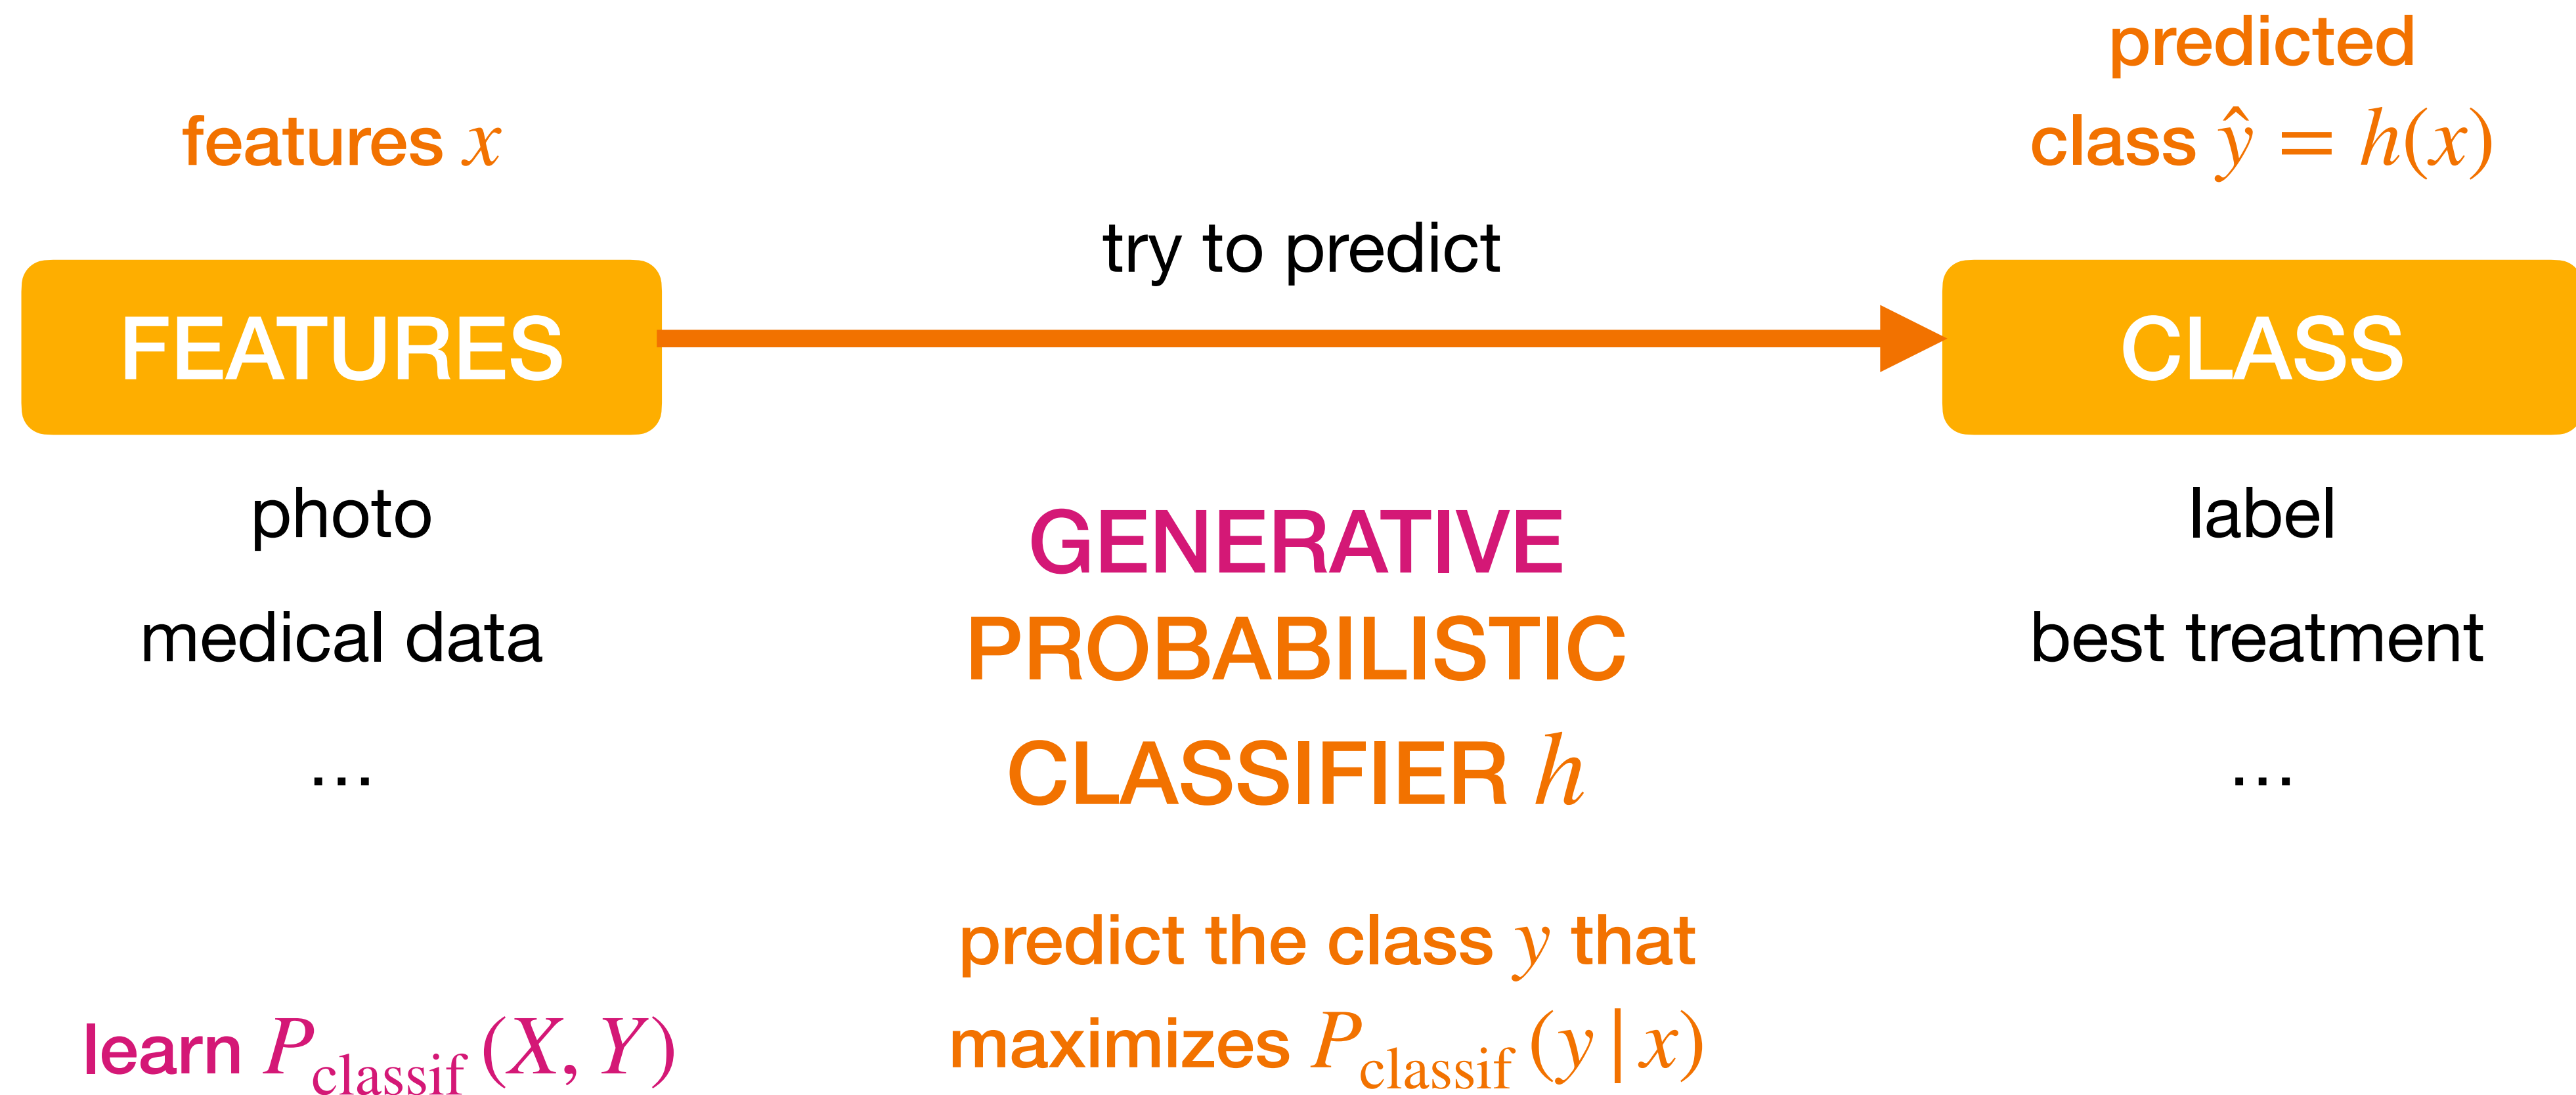 features x
predicted
class ŷ = h(x)
try to predict
FEATURES
CLASS
photo
medical data
...
GENERATIVE
PROBABILISTIC
CLASSIFIER h
label
best treatment
...
learn P_classif (X, Y)
predict the class y that
maximizes P_classif (y | x)